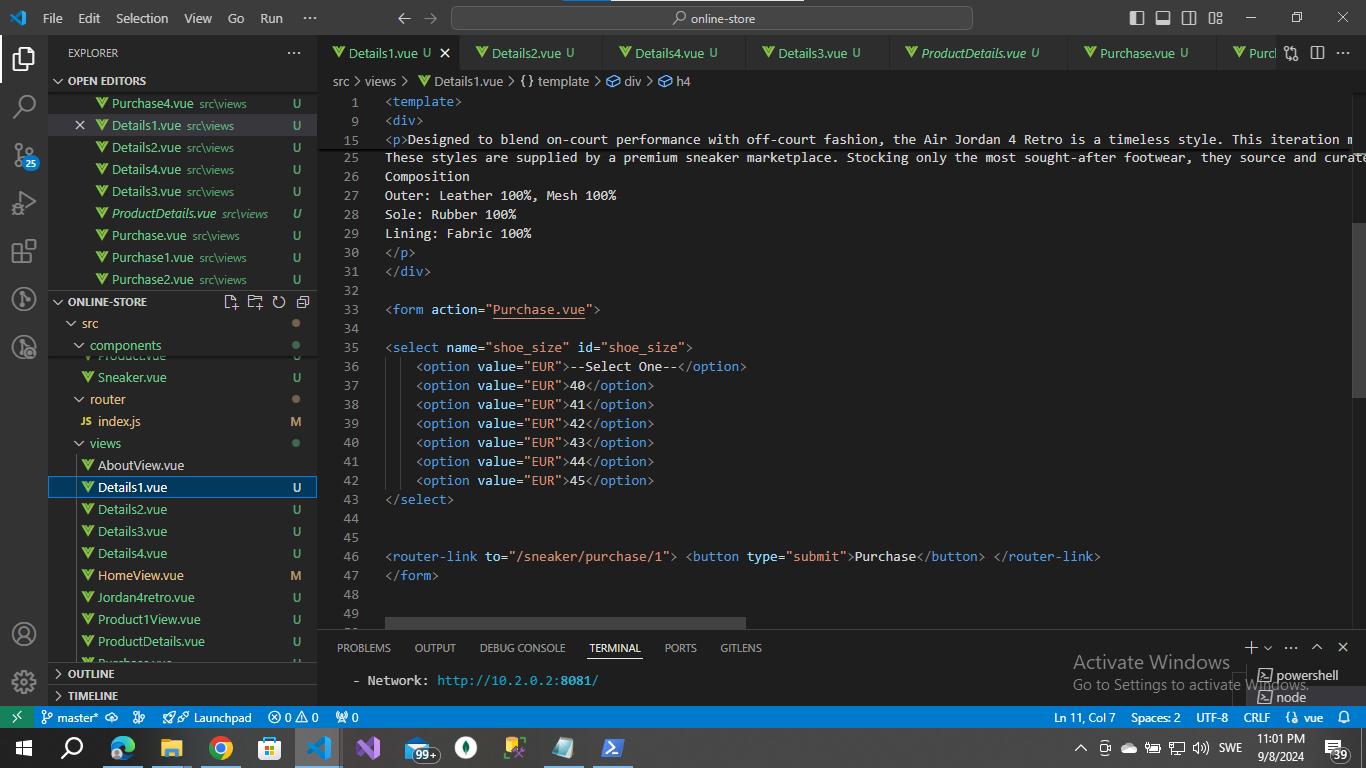 File Edit Selection View Go Run ··· online-store
EXPLORER ···
OPEN EDITORS
Purchase4.vue src\views U
Details1.vue src\views U
Details2.vue src\views U
Details4.vue src\views U
Details3.vue src\views U
ProductDetails.vue src\views U
Purchase.vue src\views U
Purchase1.vue src\views U
Purchase2.vue src\views U
25
ONLINE-STORE
src
components
Product.vue
Sneaker.vue U
router
JS index.js M
views
AboutView.vue
Details1.vue U
Details2.vue U
Details3.vue U
Details4.vue U
HomeView.vue M
Jordan4retro.vue U
Product1View.vue U
ProductDetails.vue U
Purchase.vue U
OUTLINE
TIMELINE
Details1.vue U Details2.vue U Details4.vue U Details3.vue U ProductDetails.vue U Purchase.vue U Purc
src > views > Details1.vue > {} template > div > h4
1 <template>
9 <div>
15 <p>Designed to blend on-court performance with off-court fashion, the Air Jordan 4 Retro is a timeless style. This iteration m
25 These styles are supplied by a premium sneaker marketplace. Stocking only the most sought-after footwear, they source and curate
26 Composition
27 Outer: Leather 100%, Mesh 100%
28 Sole: Rubber 100%
29 Lining: Fabric 100%
30 </p>
31 </div>
32
33 <form action="Purchase.vue">
34
35 <select name="shoe_size" id="shoe_size">
36 <option value="EUR">--Select One--</option>
37 <option value="EUR">40</option>
38 <option value="EUR">41</option>
39 <option value="EUR">42</option>
40 <option value="EUR">43</option>
41 <option value="EUR">44</option>
42 <option value="EUR">45</option>
43 </select>
44
45
46 <router-link to="/sneaker/purchase/1"> <button type="submit">Purchase</button> </router-link>
47 </form>
48
49
PROBLEMS OUTPUT DEBUG CONSOLE TERMINAL PORTS GITLENS
- Network: http://10.2.0.2:8081/
powershell
node
Activate Windows
Go to Settings to activate Windows.
master* Launchpad 0 0 0 Ln 11, Col 7 Spaces: 2 UTF-8 CRLF {} vue
99+ SWE 11:01 PM
9/8/2024 39